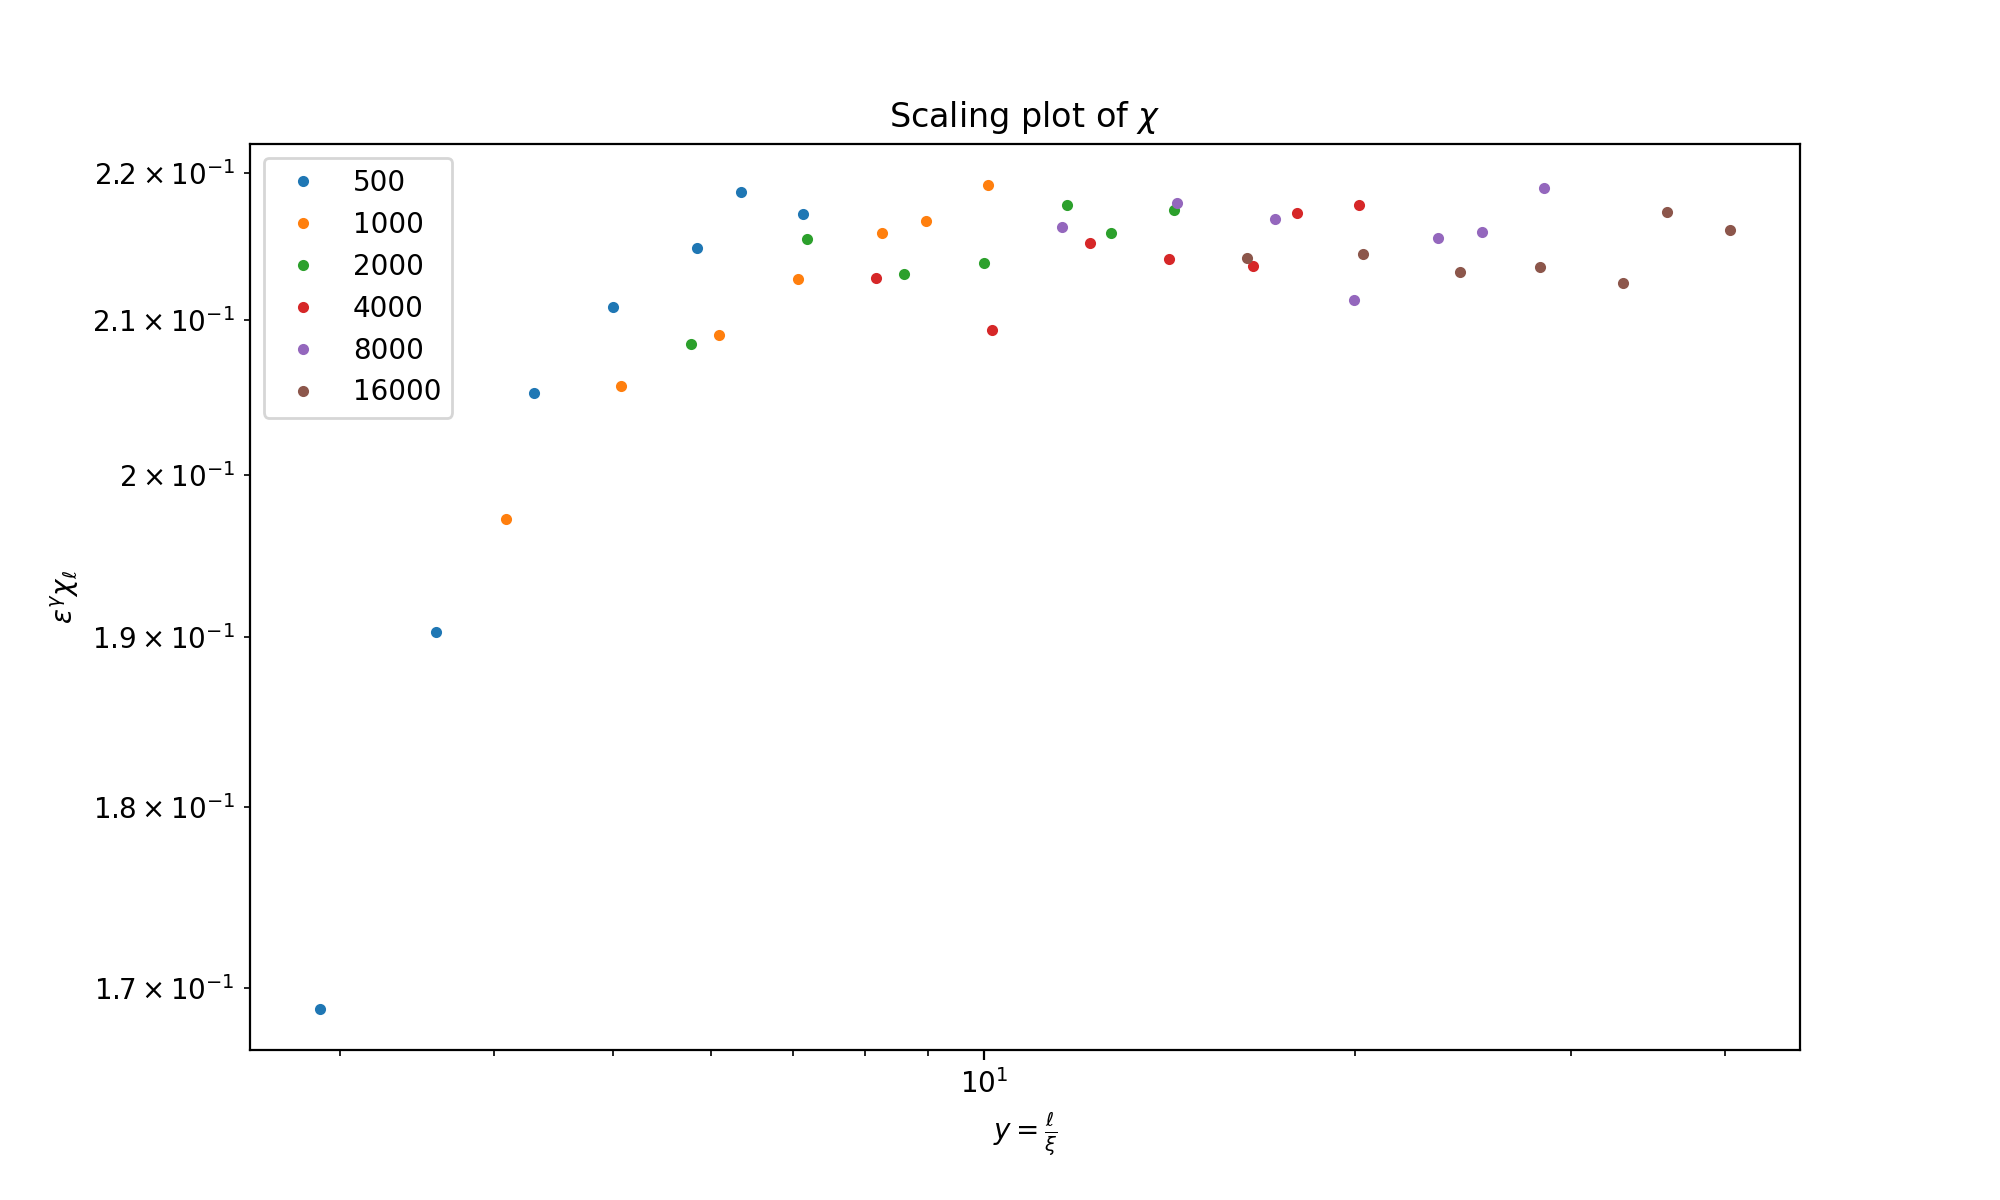 Scaling plot of χ
2.2 × 10⁻¹
2.1 × 10⁻¹
2 × 10⁻¹
1.9 × 10⁻¹
1.8 × 10⁻¹
1.7 × 10⁻¹
ε^γ χ_ℓ
500
1000
2000
4000
8000
16000
10¹
y = ℓ/ξ